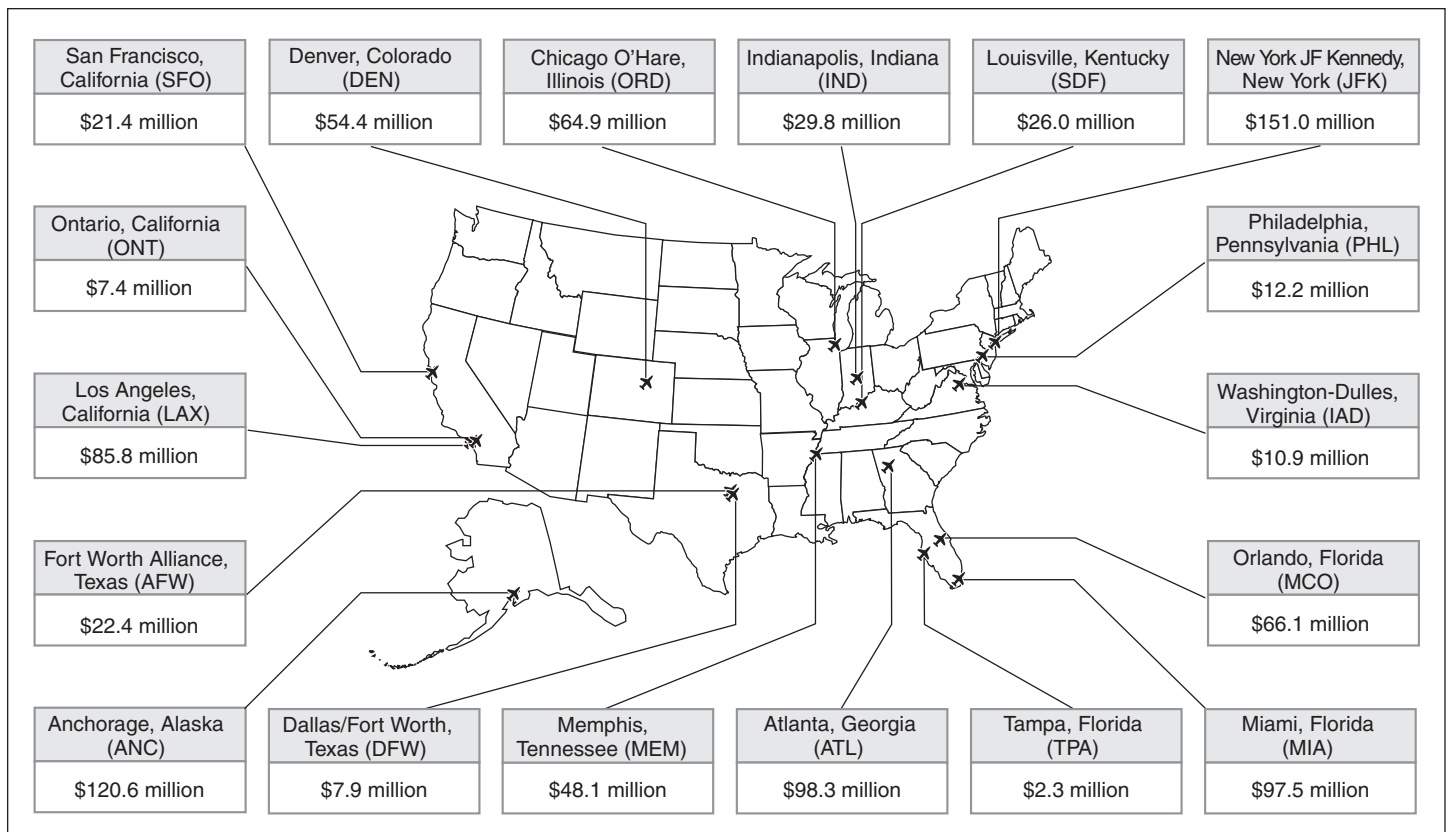 San Francisco,
California (SFO)
$21.4 million
Denver, Colorado
(DEN)
$54.4 million
Chicago O’Hare,
Illinois (ORD)
$64.9 million
Indianapolis, Indiana
(IND)
$29.8 million
Louisville, Kentucky
(SDF)
$26.0 million
New York JF Kennedy,
New York (JFK)
$151.0 million
Ontario, California
(ONT)
$7.4 million
Philadelphia,
Pennsylvania (PHL)
$12.2 million
Los Angeles,
California (LAX)
$85.8 million
Washington-Dulles,
Virginia (IAD)
$10.9 million
Fort Worth Alliance,
Texas (AFW)
$22.4 million
Orlando, Florida
(MCO)
$66.1 million
Anchorage, Alaska
(ANC)
$120.6 million
Dallas/Fort Worth,
Texas (DFW)
$7.9 million
Memphis,
Tennessee (MEM)
$48.1 million
Atlanta, Georgia
(ATL)
$98.3 million
Tampa, Florida
(TPA)
$2.3 million
Miami, Florida
(MIA)
$97.5 million